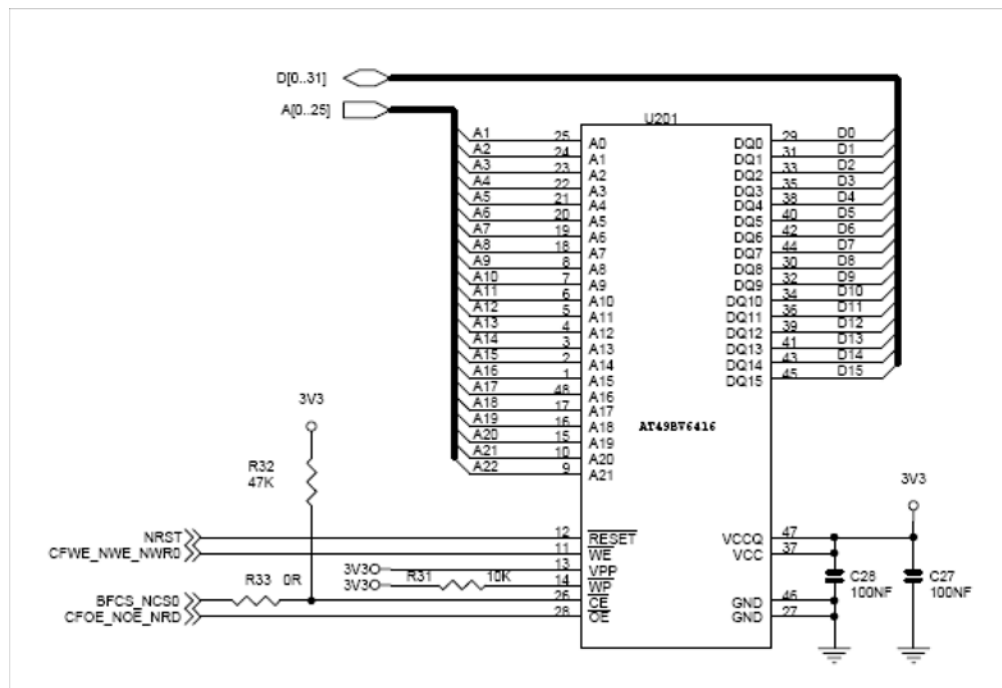 D[0..31]
A[0..25]
U201
A1 25 A0 DQ0 29 D0
A2 24 A1 DQ1 31 D1
A3 23 A2 DQ2 33 D2
A4 22 A3 DQ3 35 D3
A5 21 A4 DQ4 38 D4
A6 20 A5 DQ5 40 D5
A7 19 A6 DQ6 42 D6
A8 18 A7 DQ7 44 D7
A9 8 A8 DQ8 30 D8
A10 7 A9 DQ9 32 D9
A11 6 A10 DQ10 34 D10
A12 5 A11 DQ11 36 D11
A13 4 A12 DQ12 39 D12
A14 3 A13 DQ13 41 D13
A15 2 A14 DQ14 43 D14
A16 1 A15 DQ15 45 D15
A17 48 A16
A18 17 A17
A19 16 A18
A20 15 A19
A21 10 A20
A22 9 A21
AT49BV6416
3V3
R32
47K
3V3
NRST 12 RESET VCCQ 47
CFWE_NWE_NWR0 11 WE VCC 37
3V3 13 VPP
3V3 R31 10K 14 WP
C28
100NF
C27
100NF
BFCS_NCS0 R33 0R 26 CE GND 46
CFOE_NOE_NRD 28 OE GND 27